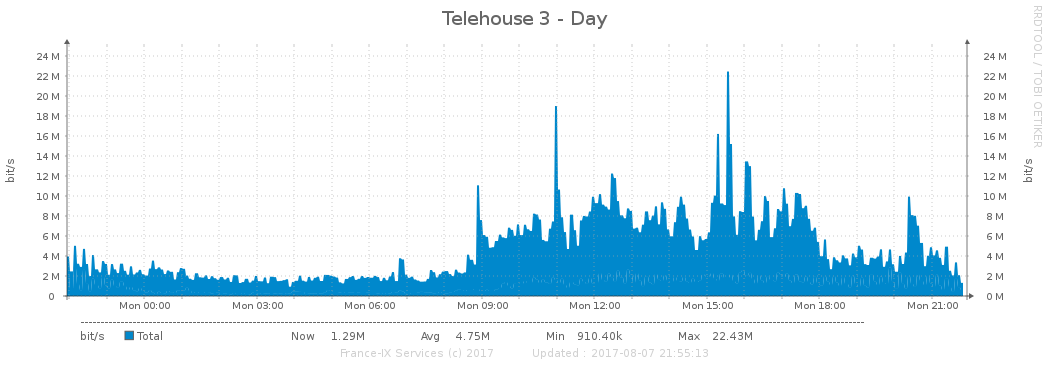 Telehouse 3 - Day
RRDTOOL / TOBI OETIKER
bit/s
bit/s
24 M 24 M
22 M 22 M
20 M 20 M
18 M 18 M
16 M 16 M
14 M 14 M
12 M 12 M
10 M 10 M
8 M 8 M
6 M 6 M
4 M 4 M
2 M 2 M
0 0 M
Mon 00:00 Mon 03:00 Mon 06:00 Mon 09:00 Mon 12:00 Mon 15:00 Mon 18:00 Mon 21:00
bit/s Total Now 1.29M Avg 4.75M Min 910.40k Max 22.43M
France-IX Services (c) 2017 Updated : 2017-08-07 21:55:13